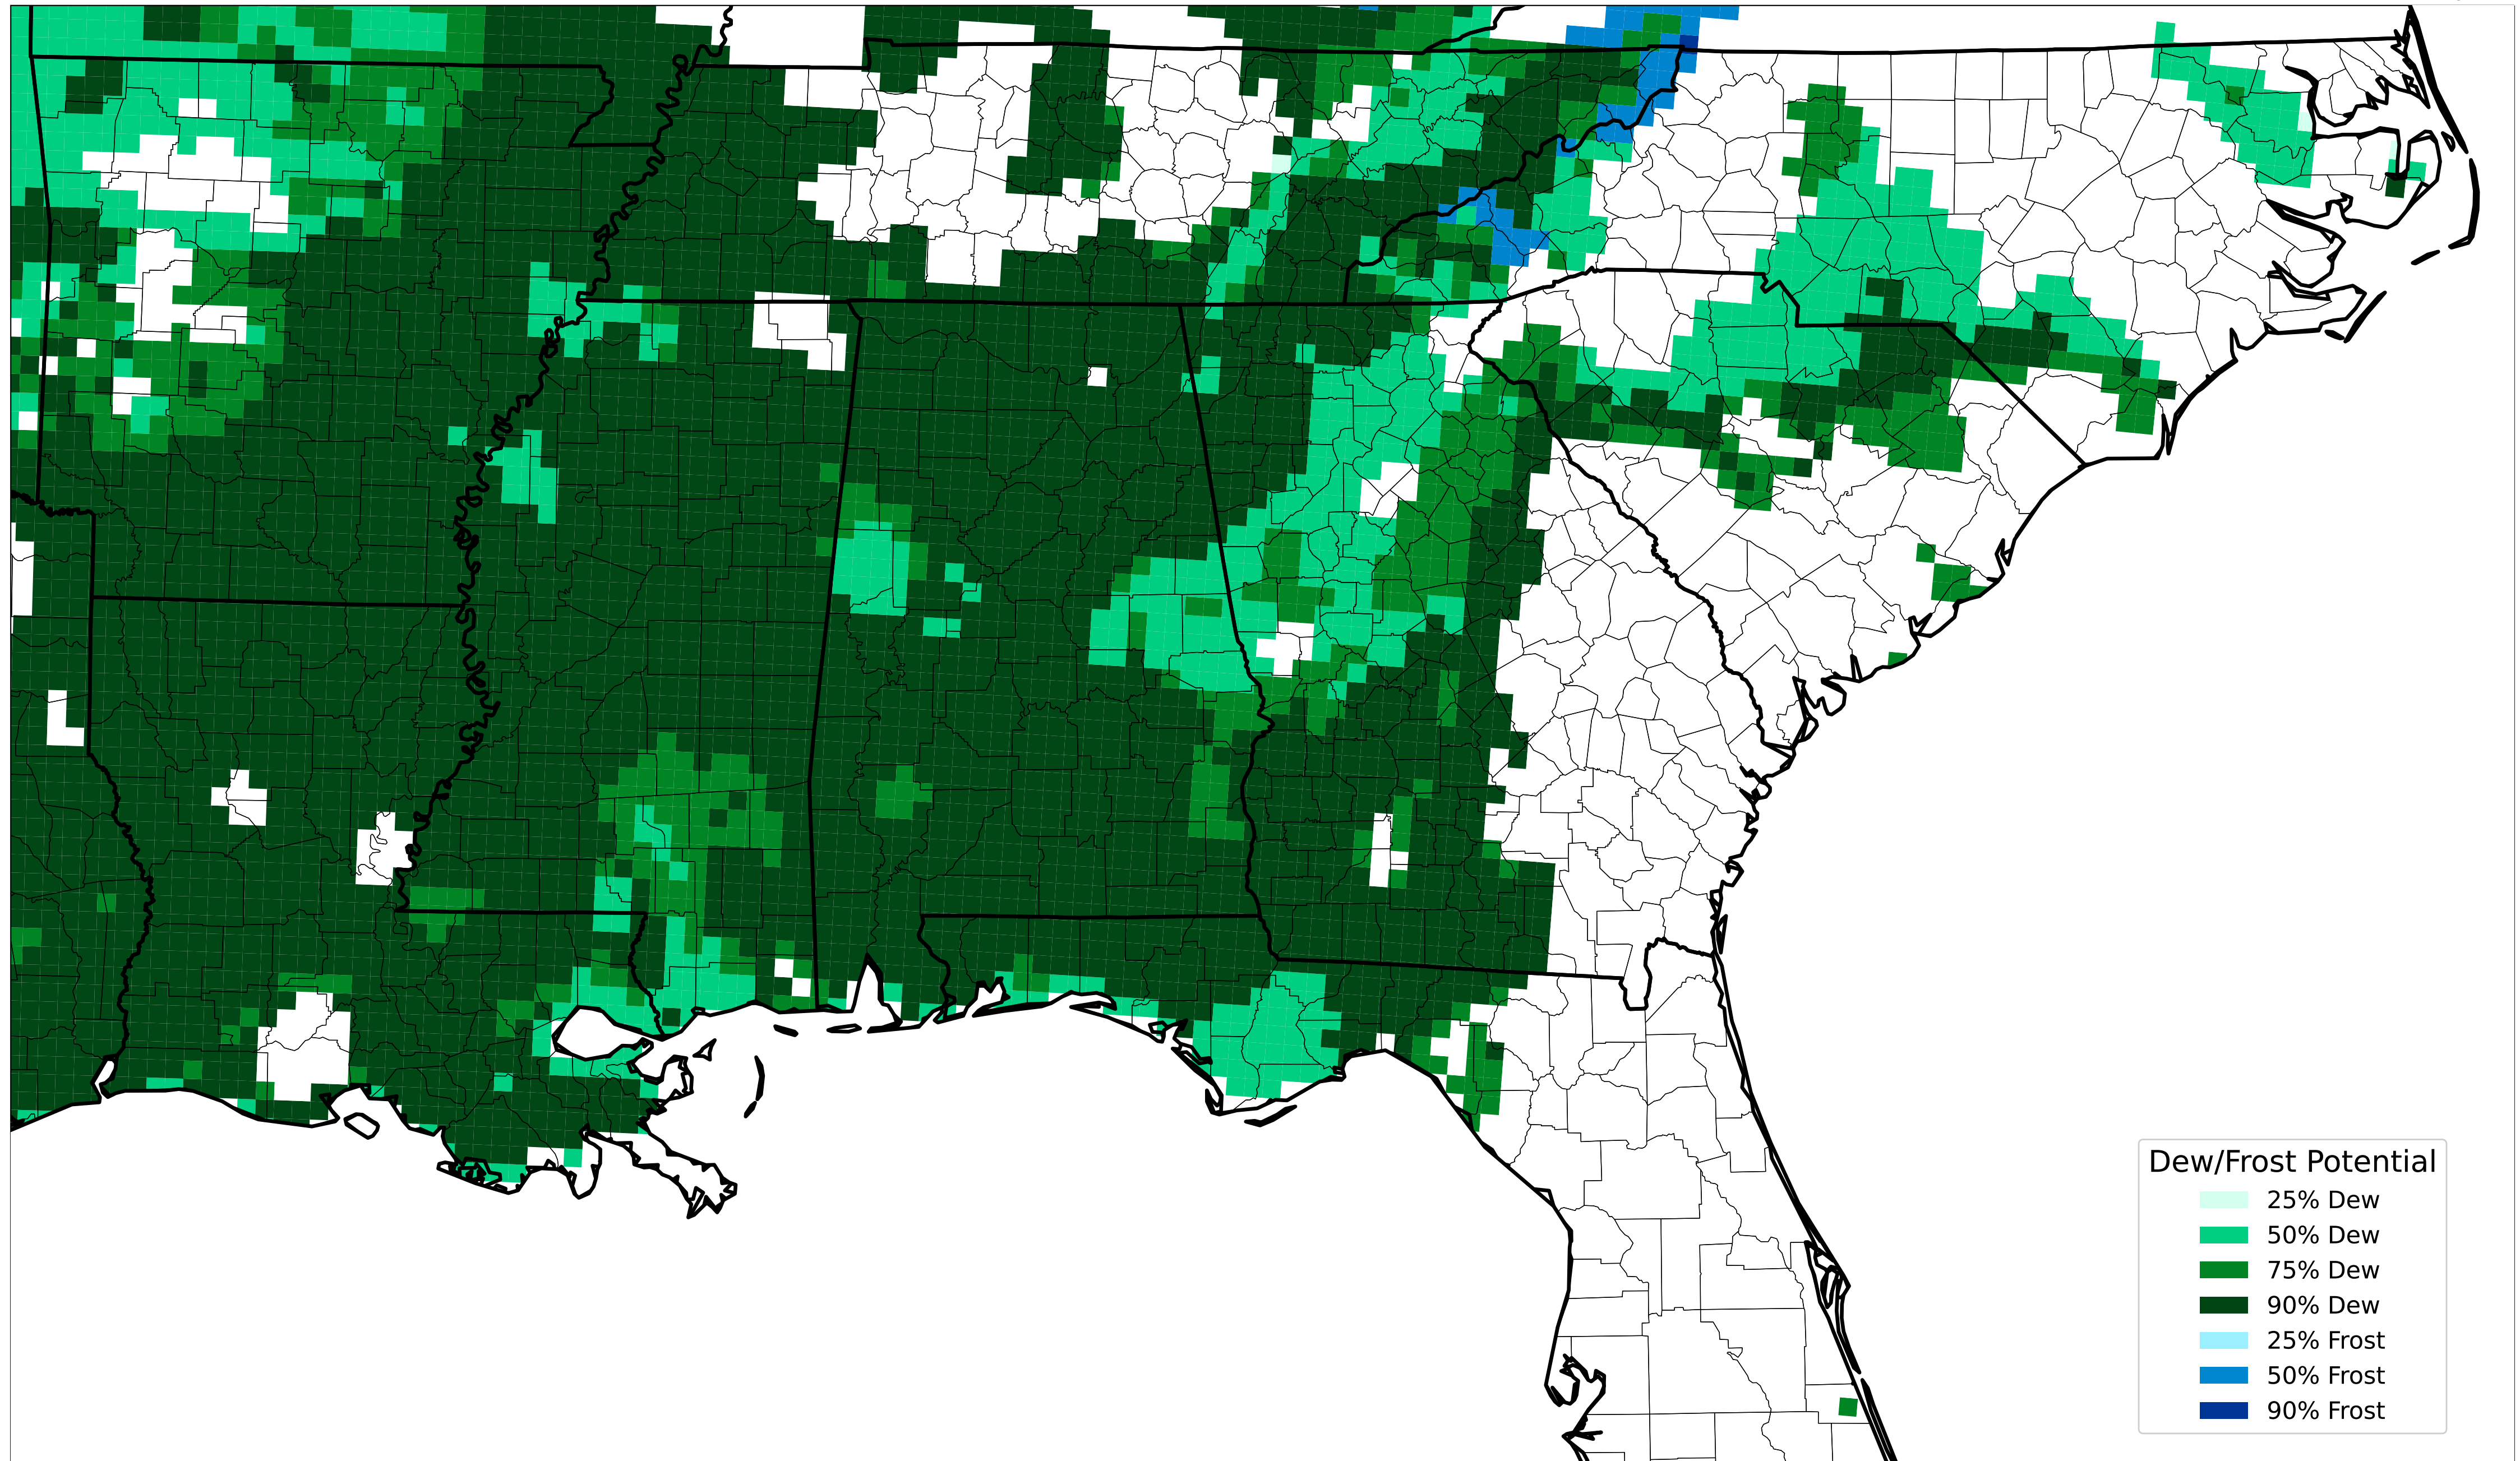 Dew/Frost Potential
25% Dew
50% Dew
75% Dew
90% Dew
25% Frost
50% Frost
90% Frost